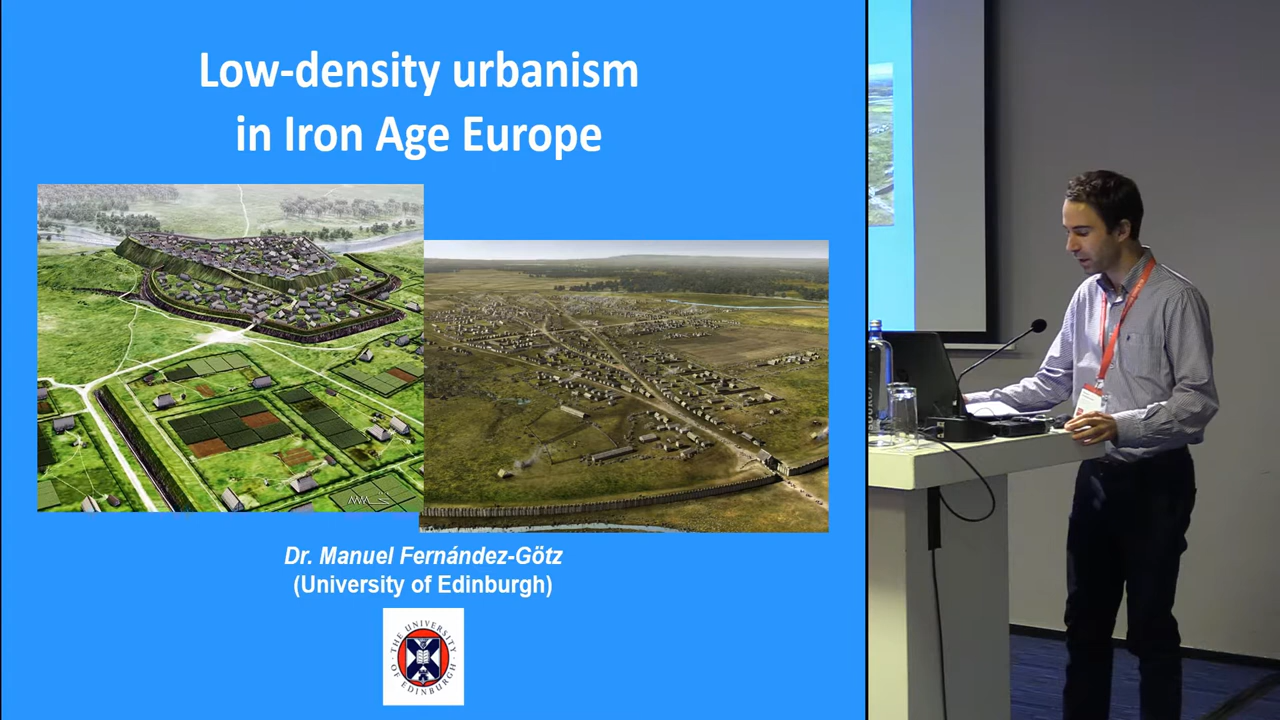 Low-density urbanism
in Iron Age Europe
Dr. Manuel Fernández-Götz
(University of Edinburgh)
THE UNIVERSITY
OF EDINBURGH